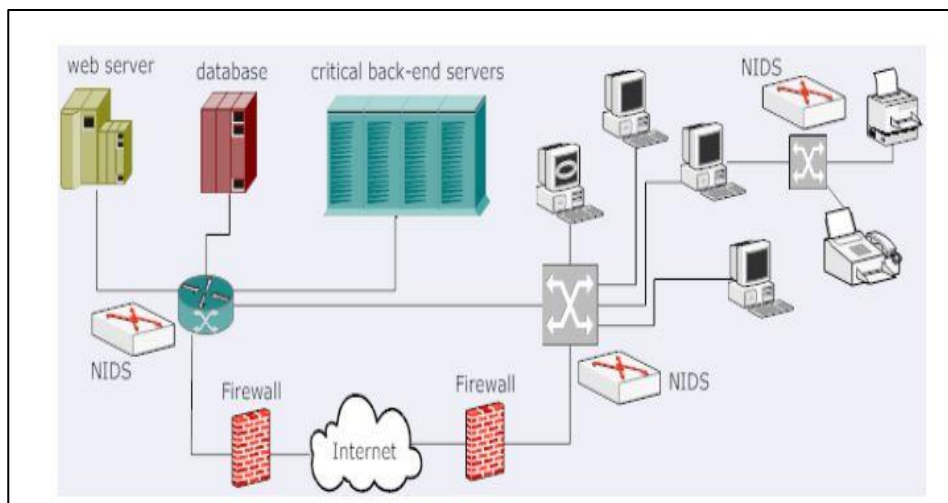 web server
database
critical back-end servers
NIDS
NIDS
Firewall
Firewall
NIDS
Internet